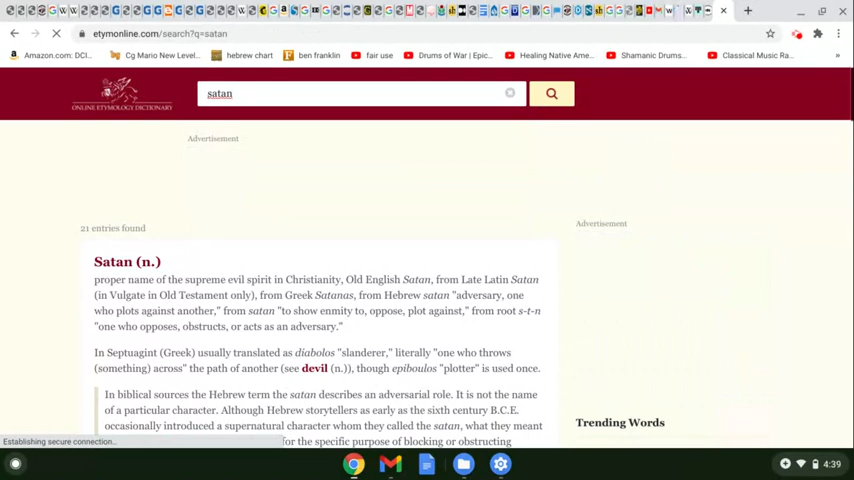 etymonline.com/search?q=satan
Amazon.com: DCI... Cg Mario New Level... hebrew chart ben franklin fair use Drums of War | Epic... Healing Native Ame... Shamanic Drums... Classical Music Ra... »
ONLINE ETYMOLOGY DICTIONARY
satan
Advertisement
21 entries found
Advertisement
Satan (n.)
proper name of the supreme evil spirit in Christianity, Old English Satan, from Late Latin Satan
(in Vulgate in Old Testament only), from Greek Satanas, from Hebrew satan "adversary, one
who plots against another," from satan "to show enmity to, oppose, plot against," from root s-t-n
"one who opposes, obstructs, or acts as an adversary."
In Septuagint (Greek) usually translated as diabolos "slanderer," literally "one who throws
(something) across" the path of another (see devil (n.)), though epiboulos "plotter" is used once.
In biblical sources the Hebrew term the satan describes an adversarial role. It is not the name
of a particular character. Although Hebrew storytellers as early as the sixth century B.C.E.
occasionally introduced a supernatural character whom they called the satan, what they meant
for the specific purpose of blocking or obstructing
Trending Words
Establishing secure connection...
4:39